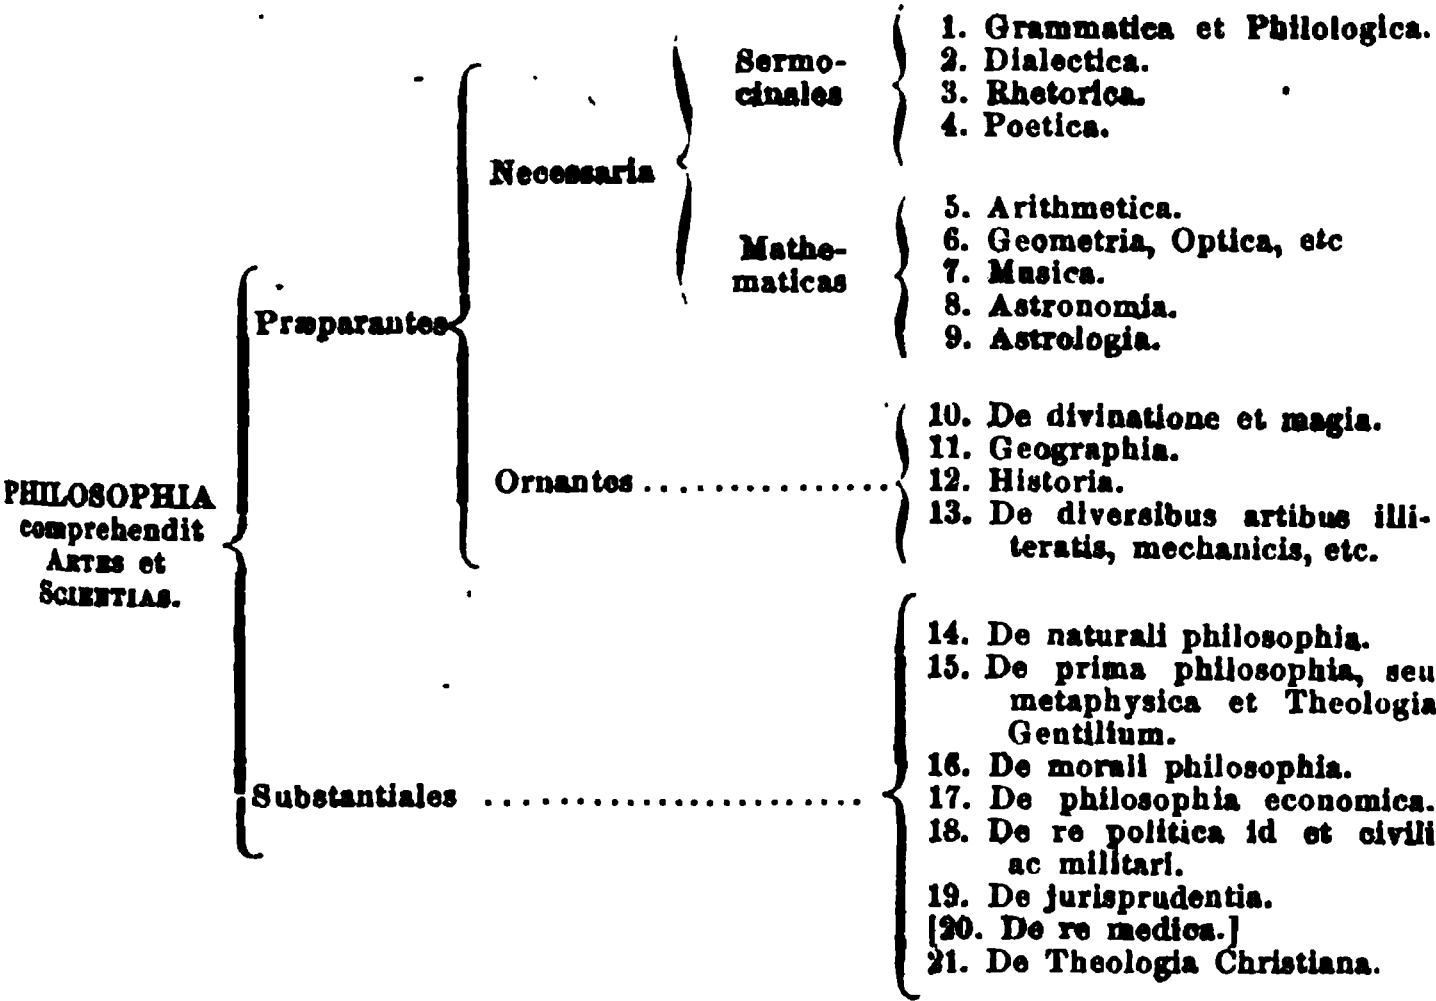 PHILOSOPHIA
comprehendit
ARTES et
SCIENTIAS.
Præparantes
Necessaria
Sermo-
cinales
1. Grammatica et Philologica.
2. Dialectica.
3. Rhetorica.
4. Poetica.
Mathe-
maticas
5. Arithmetica.
6. Geometria, Optica, etc
7. Musica.
8. Astronomia.
9. Astrologia.
Ornantes ..............
10. De divinatione et magia.
11. Geographia.
12. Historia.
13. De diversibus artibus illi-
teratis, mechanicis, etc.
Substantiales ....................
14. De naturali philosophia.
15. De prima philosophia, seu
metaphysica et Theologia
Gentilium.
16. De morali philosophia.
17. De philosophia economica.
18. De re politica id et civili
ac militari.
19. De jurisprudentia.
[20. De re medica.]
21. De Theologia Christiana.